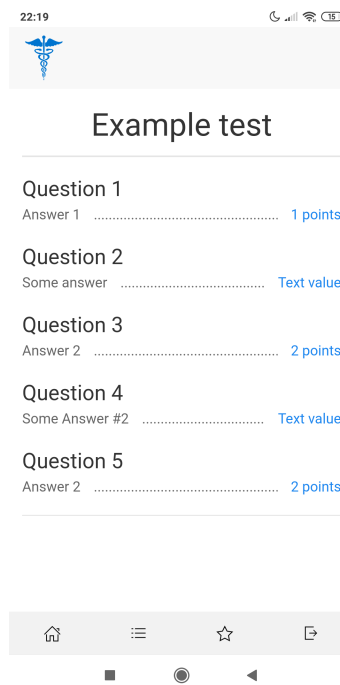 22:19
15
Example test
Question 1
Answer 1 ................................................. 1 points
Question 2
Some answer ....................................... Text value
Question 3
Answer 2 ................................................. 2 points
Question 4
Some Answer #2 ................................. Text value
Question 5
Answer 2 ................................................. 2 points